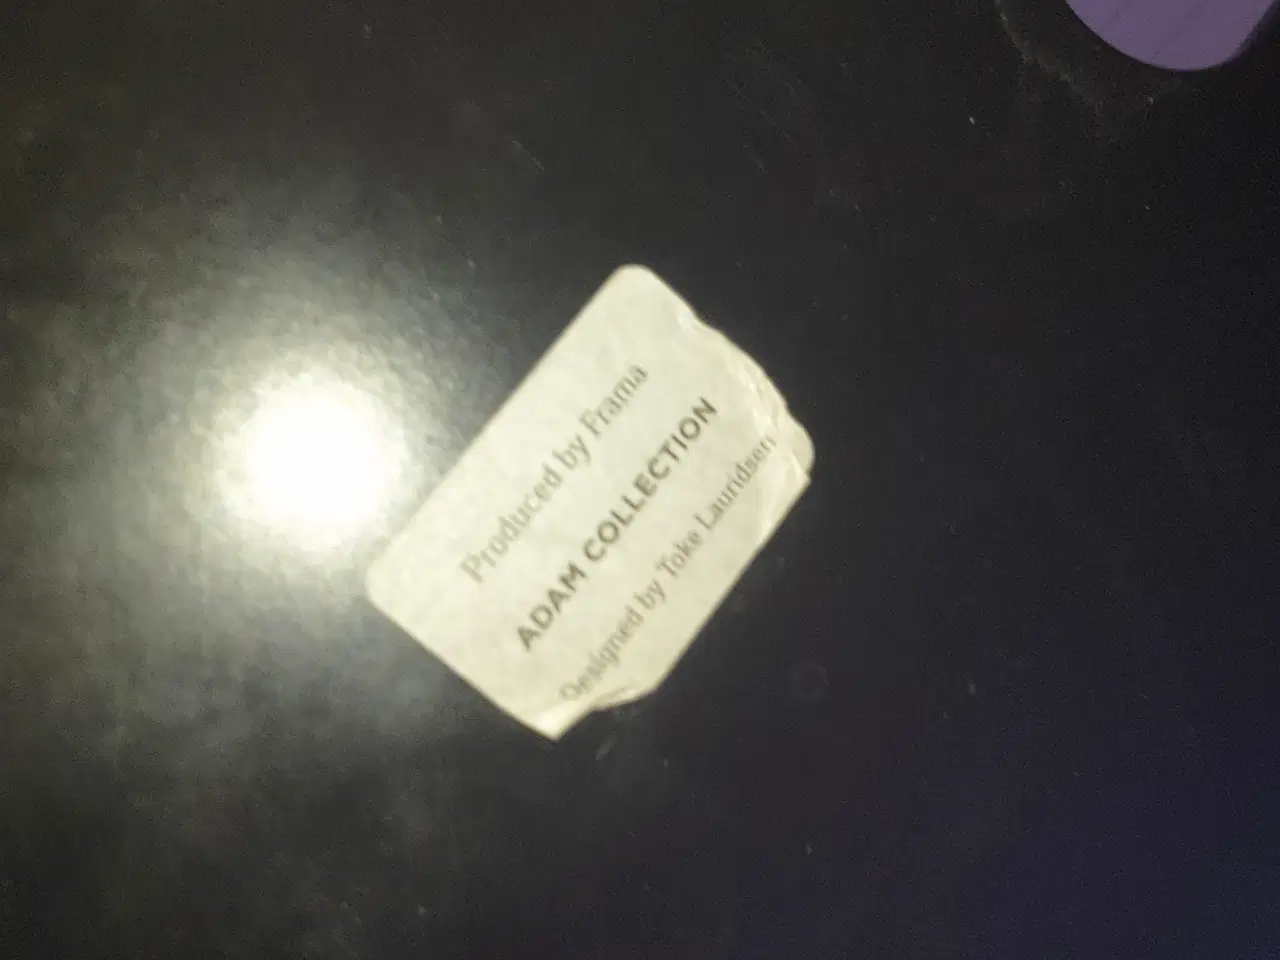 Produced by Frama
ADAM COLLECTION
Designed by Toke Lauridsen